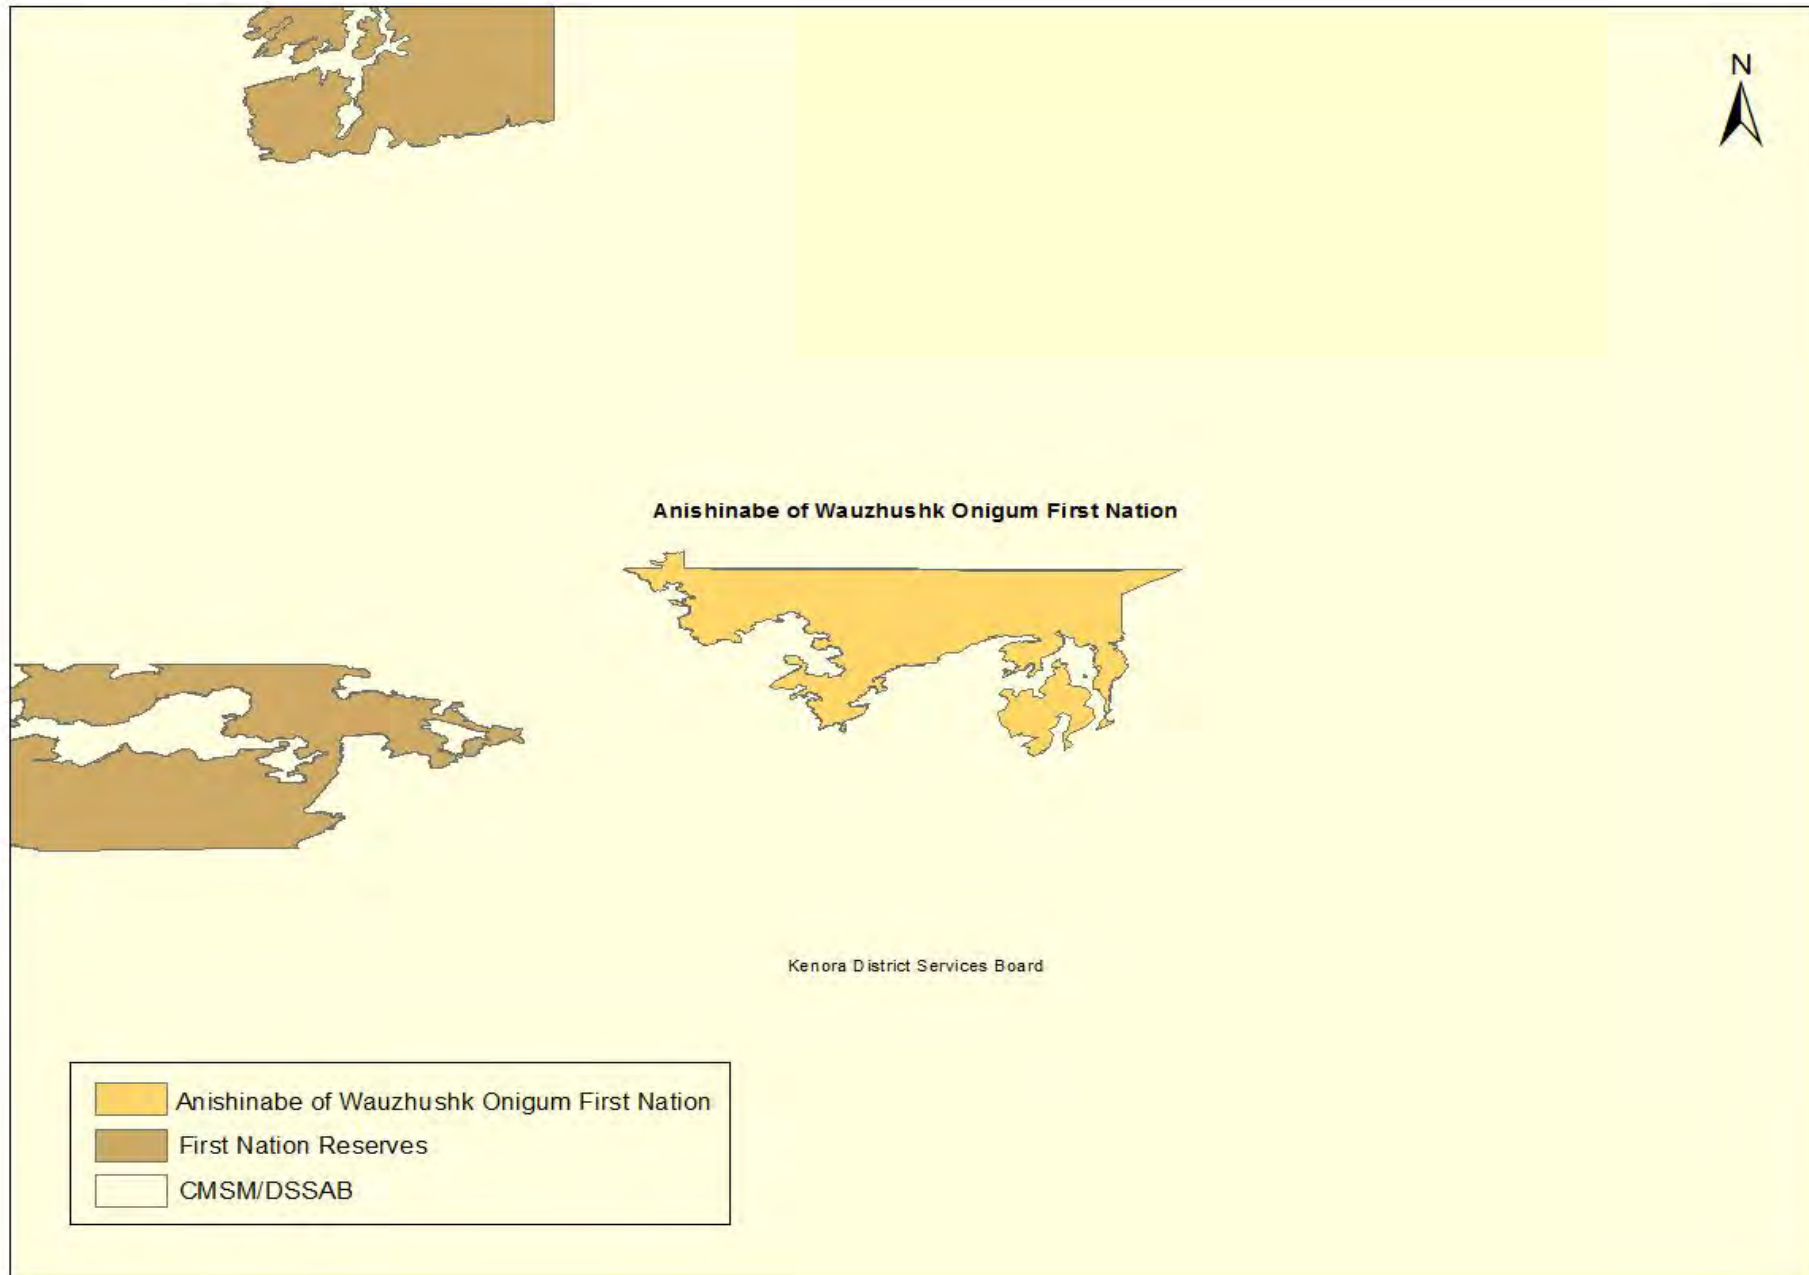 N
Anishinabe of Wauzhushk Onigum First Nation
Kenora District Services Board
Anishinabe of Wauzhushk Onigum First Nation
First Nation Reserves
CMSM/DSSAB